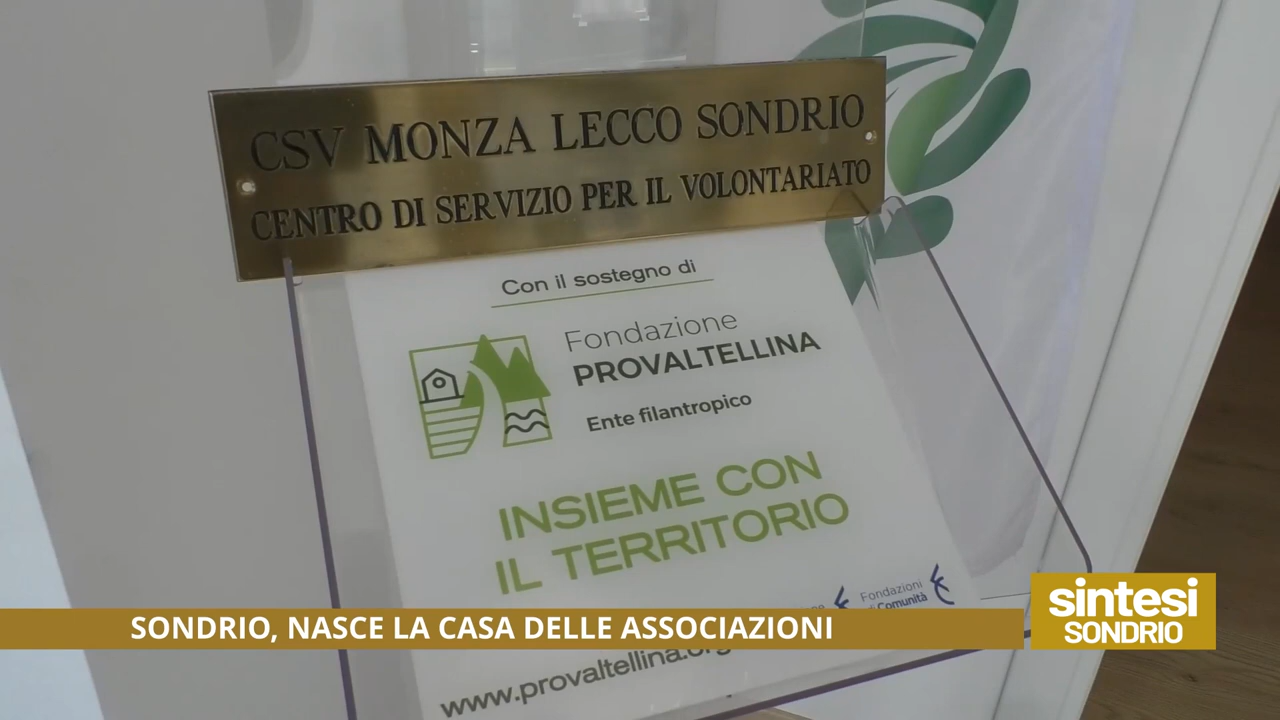 CSV MONZA LECCO SONDRIO
CENTRO DI SERVIZIO PER IL VOLONTARIATO
Con il sostegno di
Fondazione
PROVALTELLINA
Ente filantropico
INSIEME CON
IL TERRITORIO
Fondazioni
di Comunità
www.provaltellina.org
SONDRIO, NASCE LA CASA DELLE ASSOCIAZIONI
sintesi
SONDRIO